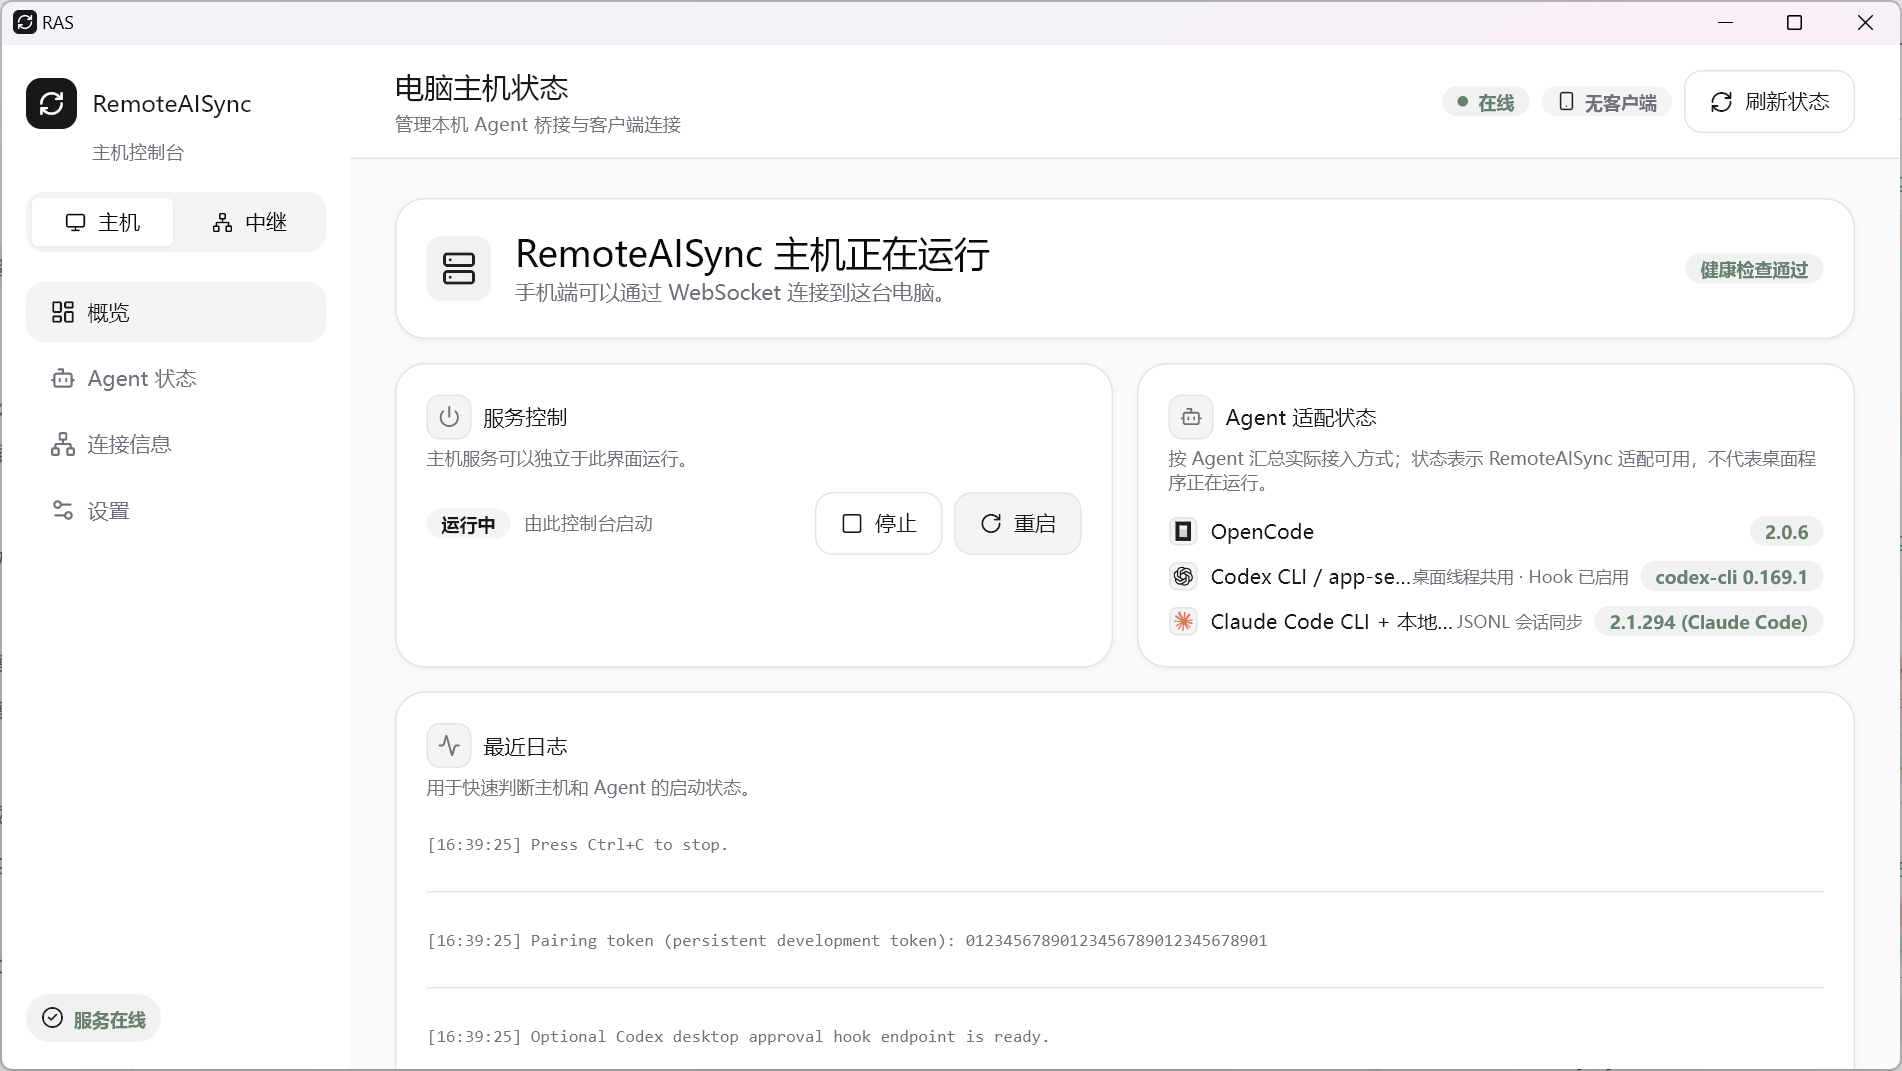 RAS
RemoteAISync
主机控制台
主机
中继
概览
Agent 状态
连接信息
设置
服务在线
电脑主机状态
管理本机 Agent 桥接与客户端连接
在线
无客户端
刷新状态
RemoteAISync 主机正在运行
手机端可以通过 WebSocket 连接到这台电脑。
健康检查通过
服务控制
主机服务可以独立于此界面运行。
运行中
由此控制台启动
停止
重启
Agent 适配状态
按 Agent 汇总实际接入方式；状态表示 RemoteAISync 适配可用，不代表桌面程
序正在运行。
OpenCode
2.0.6
Codex CLI / app-se...
桌面线程共用 · Hook 已启用
codex-cli 0.169.1
Claude Code CLI + 本地...
JSONL 会话同步
2.1.294 (Claude Code)
最近日志
用于快速判断主机和 Agent 的启动状态。
[16:39:25] Press Ctrl+C to stop.
[16:39:25] Pairing token (persistent development token): 01234567890123456789012345678901
[16:39:25] Optional Codex desktop approval hook endpoint is ready.